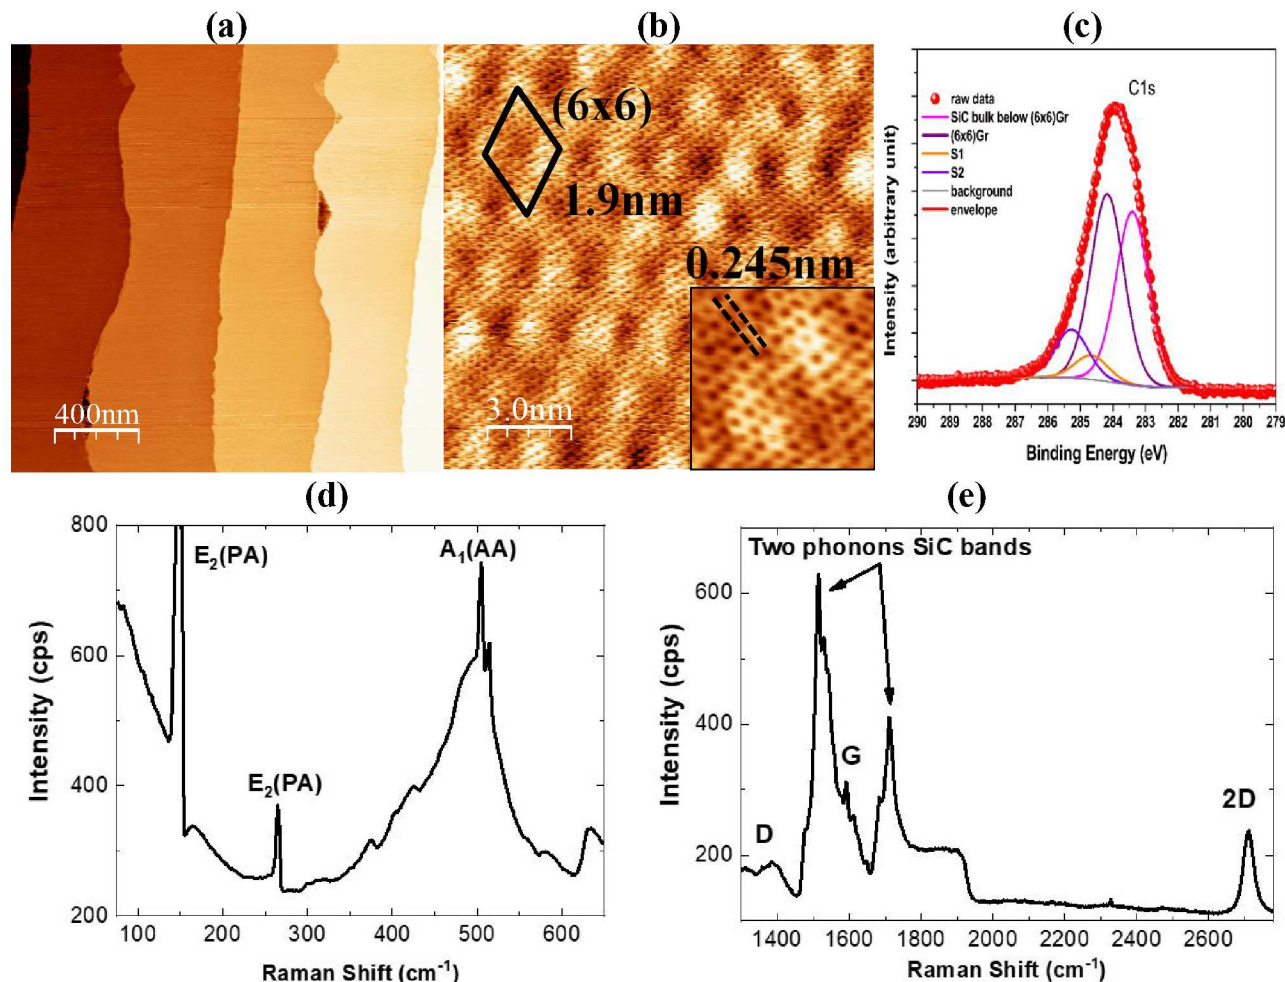 (a)
400nm
(b)
(6x6)
1.9nm
0.245nm
3.0nm
(c)
C1s
raw data
SiC bulk below (6x6)Gr
(6x6)Gr
S1
S2
background
envelope
Intensity (arbitrary unit)
290 289 288 287 286 285 284 283 282 281 280 279
Binding Energy (eV)
(d)
800
600
400
200
E₂(PA)
E₂(PA)
A₁(AA)
Intensity (cps)
100 200 300 400 500 600
Raman Shift (cm⁻¹)
(e)
Two phonons SiC bands
600
400
200
D
G
2D
Intensity (cps)
1400 1600 1800 2000 2200 2400 2600
Raman Shift (cm⁻¹)